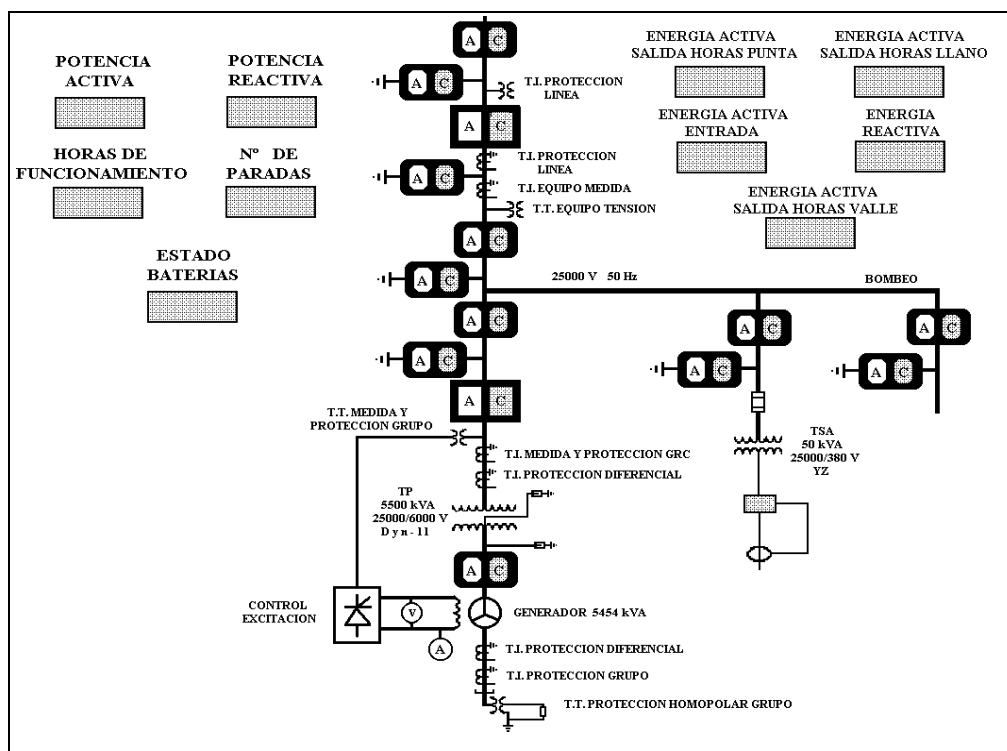 POTENCIA
ACTIVA
POTENCIA
REACTIVA
HORAS DE
FUNCIONAMIENTO
Nº DE
PARADAS
ESTADO
BATERIAS
A C
A C
T.I. PROTECCION
LINEA
A C
T.I. PROTECCION
LINEA
A C
T.I. EQUIPO MEDIDA
T.T. EQUIPO TENSION
A C
A C
25000 V 50 Hz
BOMBEO
ENERGIA ACTIVA
SALIDA HORAS PUNTA
ENERGIA ACTIVA
SALIDA HORAS LLANO
ENERGIA ACTIVA
ENTRADA
ENERGIA
REACTIVA
ENERGIA ACTIVA
SALIDA HORAS VALLE
A C
A C
A C
A C
A C
A C
A C
T.T. MEDIDA Y
PROTECCION GRUPO
T.I. MEDIDA Y PROTECCION GRC
T.I. PROTECCION DIFERENCIAL
TP
5500 kVA
25000/6000 V
D y n - 11
TSA
50 kVA
25000/380 V
YZ
A C
CONTROL
EXCITACION
V
A
GENERADOR 5454 kVA
T.I. PROTECCION DIFERENCIAL
T.I. PROTECCION GRUPO
T.T. PROTECCION HOMOPOLAR GRUPO